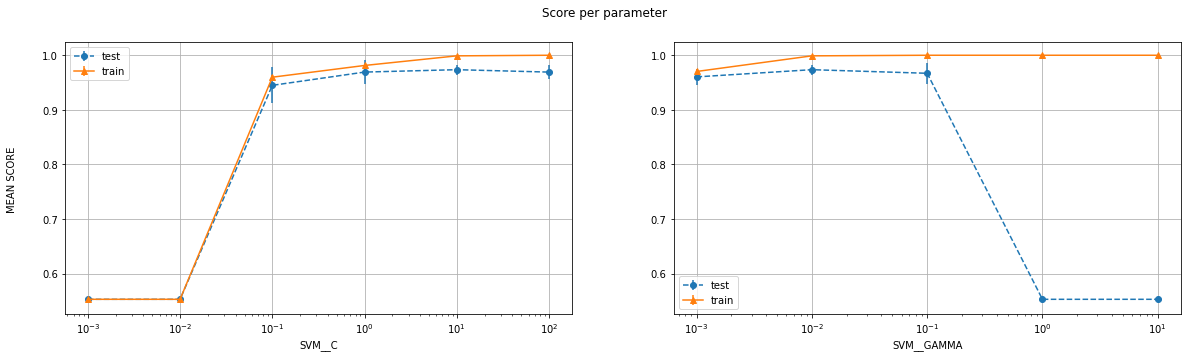 Score per parameter
MEAN SCORE
1.0
0.9
0.8
0.7
0.6
test
train
10⁻³
10⁻²
10⁻¹
10⁰
10¹
10²
SVM__C
1.0
0.9
0.8
0.7
0.6
test
train
10⁻³
10⁻²
10⁻¹
10⁰
10¹
SVM__GAMMA